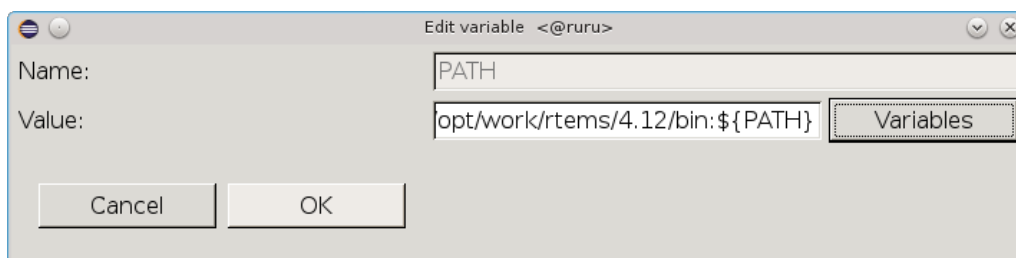 Edit variable <@ruru>
Name: PATH
Value: /opt/work/rtems/4.12/bin:${PATH} Variables
Cancel OK